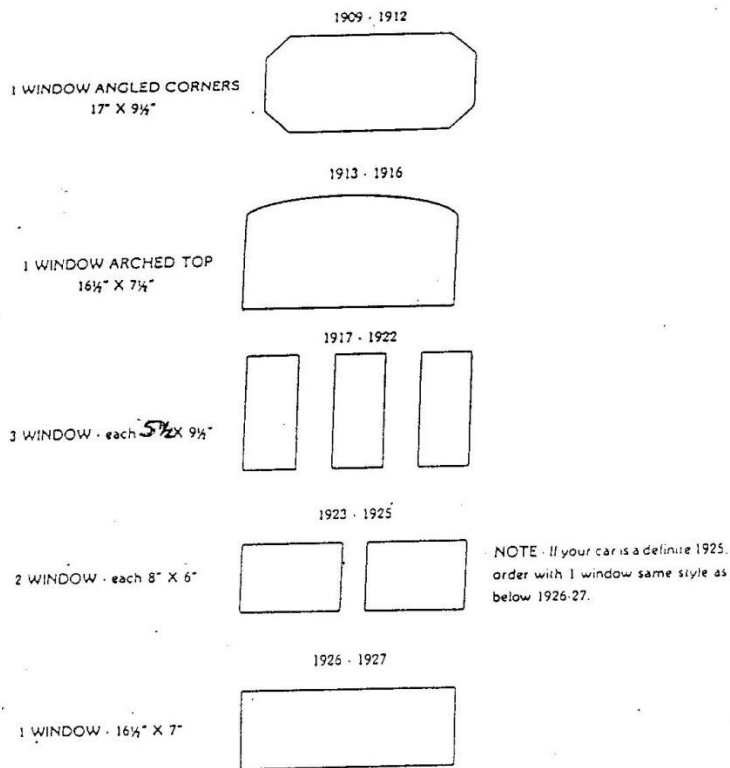 1909 - 1912
1 WINDOW ANGLED CORNERS
17" X 9½"
1913 - 1916
1 WINDOW ARCHED TOP
16½" X 7½"
1917 - 1922
3 WINDOW - each 5½ X 9½"
1923 - 1925
2 WINDOW - each 8" X 6"
NOTE - If your car is a definite 1925,
order with 1 window same style as
below 1926-27.
1926 - 1927
1 WINDOW - 16½" X 7"